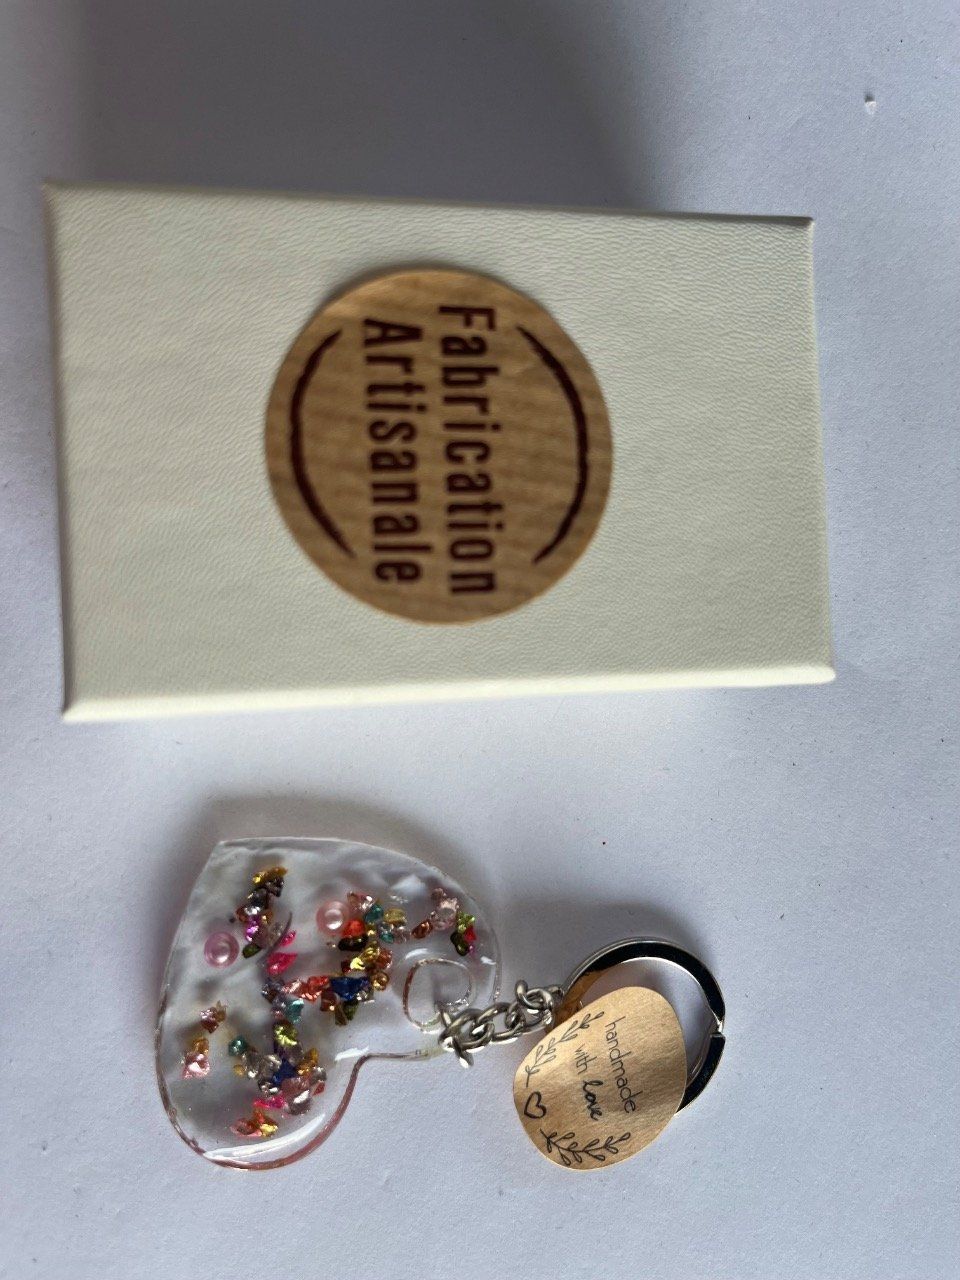 Fabrication
Artisanale
handmade
with love